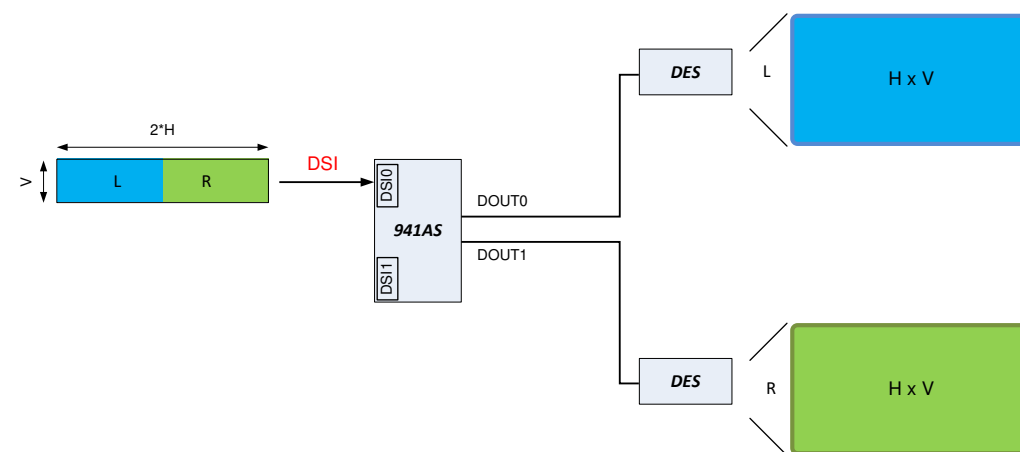 DES
L
H x V
2*H
DSI
V
L
R
DSI0
DOUT0
941AS
DOUT1
DSI1
DES
R
H x V